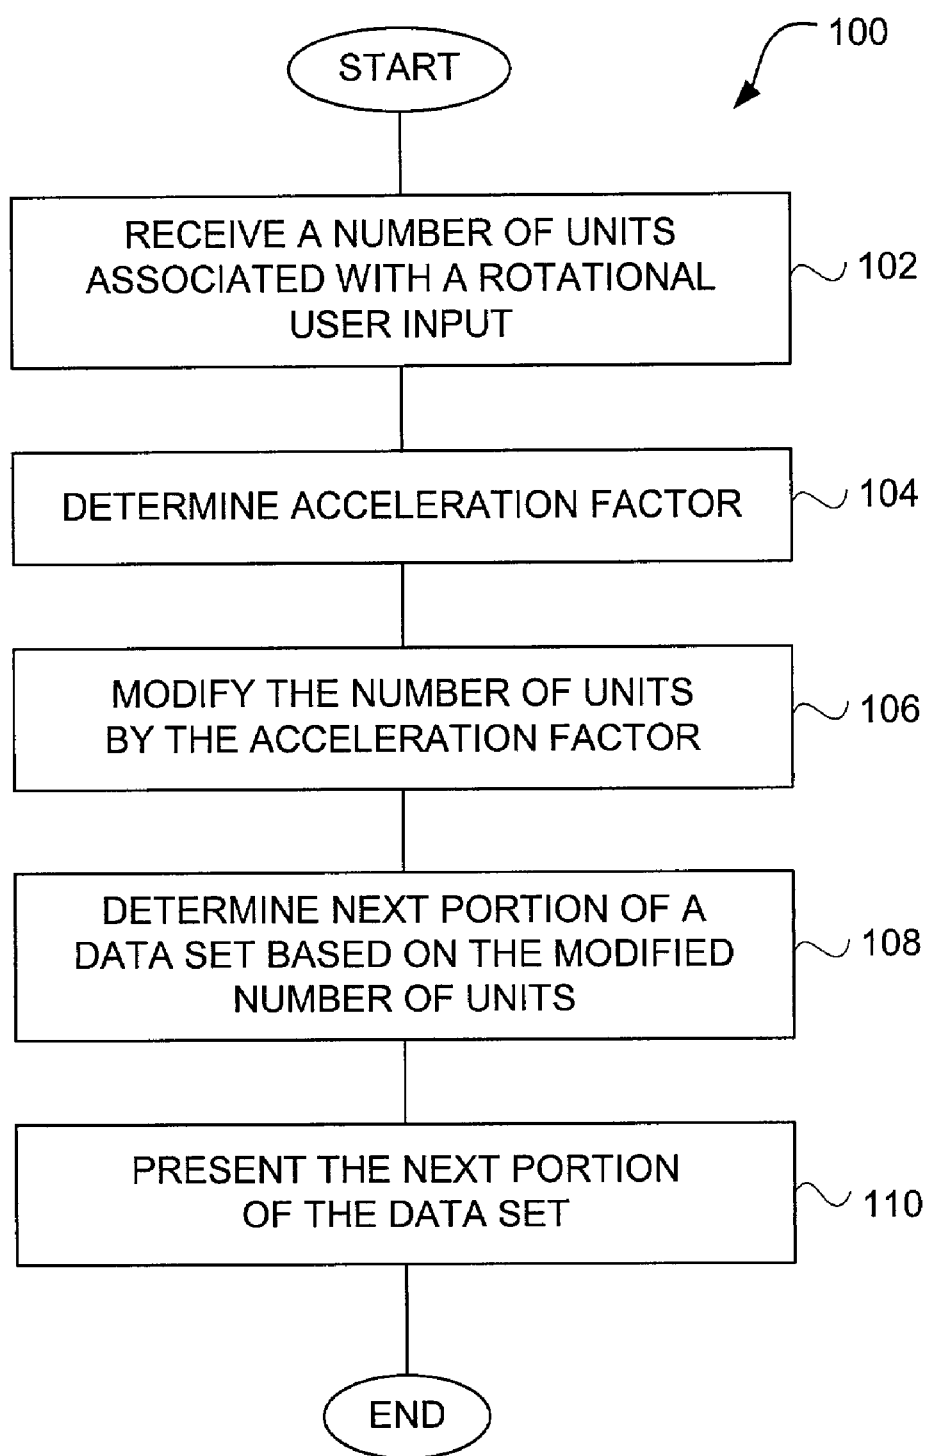 100
START
RECEIVE A NUMBER OF UNITS
ASSOCIATED WITH A ROTATIONAL
USER INPUT
102
DETERMINE ACCELERATION FACTOR
104
MODIFY THE NUMBER OF UNITS
BY THE ACCELERATION FACTOR
106
DETERMINE NEXT PORTION OF A
DATA SET BASED ON THE MODIFIED
NUMBER OF UNITS
108
PRESENT THE NEXT PORTION
OF THE DATA SET
110
END